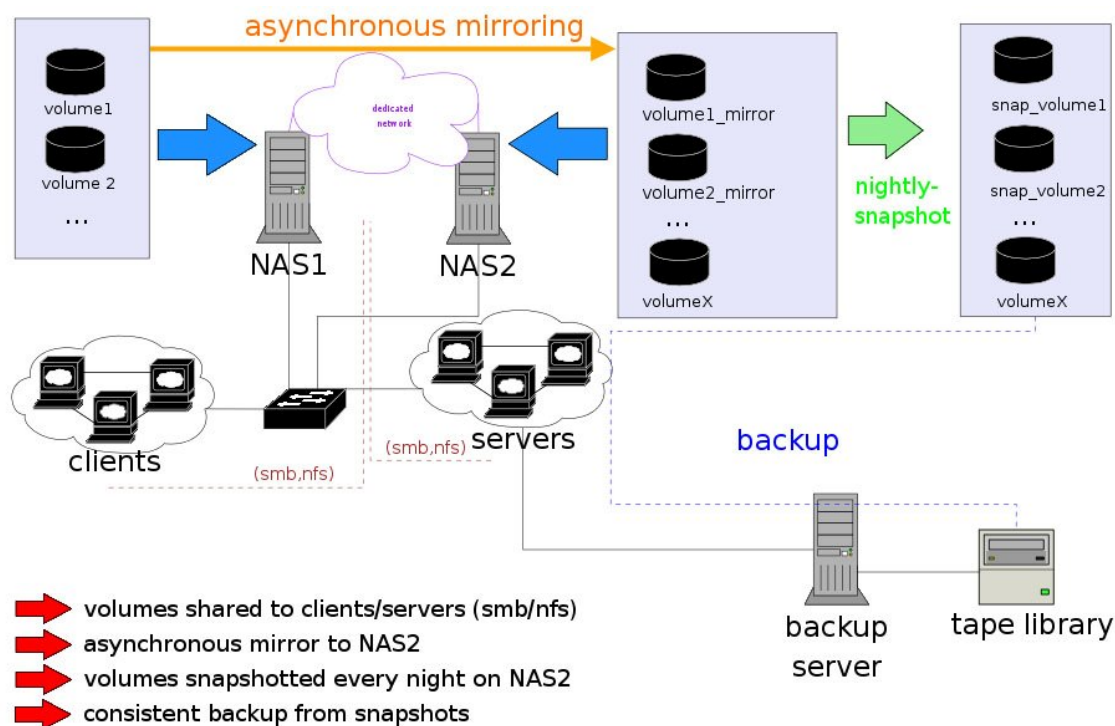 asynchronous mirroring
volume1
volume 2
...
dedicated
network
volume1_mirror
volume2_mirror
...
volumeX
nightly-
snapshot
snap_volume1
snap_volume2
...
volumeX
NAS1
NAS2
clients
servers
(smb,nfs)
(smb,nfs)
backup
backup
server
tape library
volumes shared to clients/servers (smb/nfs)
asynchronous mirror to NAS2
volumes snapshotted every night on NAS2
consistent backup from snapshots